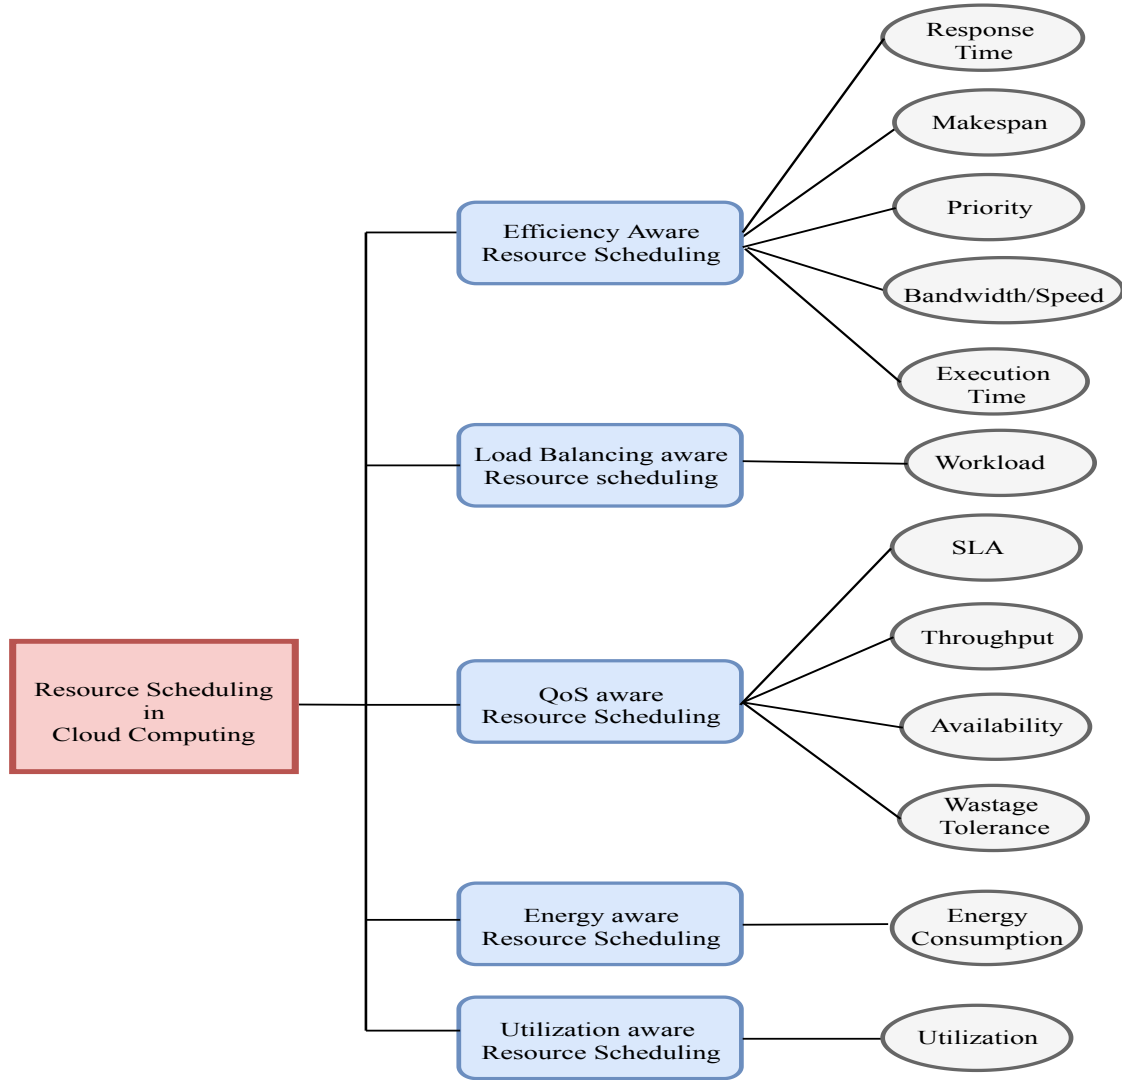 Response
Time
Makespan
Priority
Efficiency Aware
Resource Scheduling
Bandwidth/Speed
Execution
Time
Load Balancing aware
Resource scheduling
Workload
SLA
Throughput
Resource Scheduling
in
Cloud Computing
QoS aware
Resource Scheduling
Availability
Wastage
Tolerance
Energy aware
Resource Scheduling
Energy
Consumption
Utilization aware
Resource Scheduling
Utilization